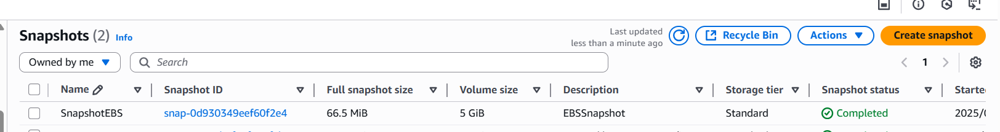 Snapshots (2) Info
Last updated
less than a minute ago
Recycle Bin
Actions
Create snapshot
Owned by me
Search
1
Name Snapshot ID Full snapshot size Volume size Description Storage tier Snapshot status
SnapshotEBS snap-0d930349eef60f2e4 66.5 MiB 5 GiB EBSSnapshot Standard Completed